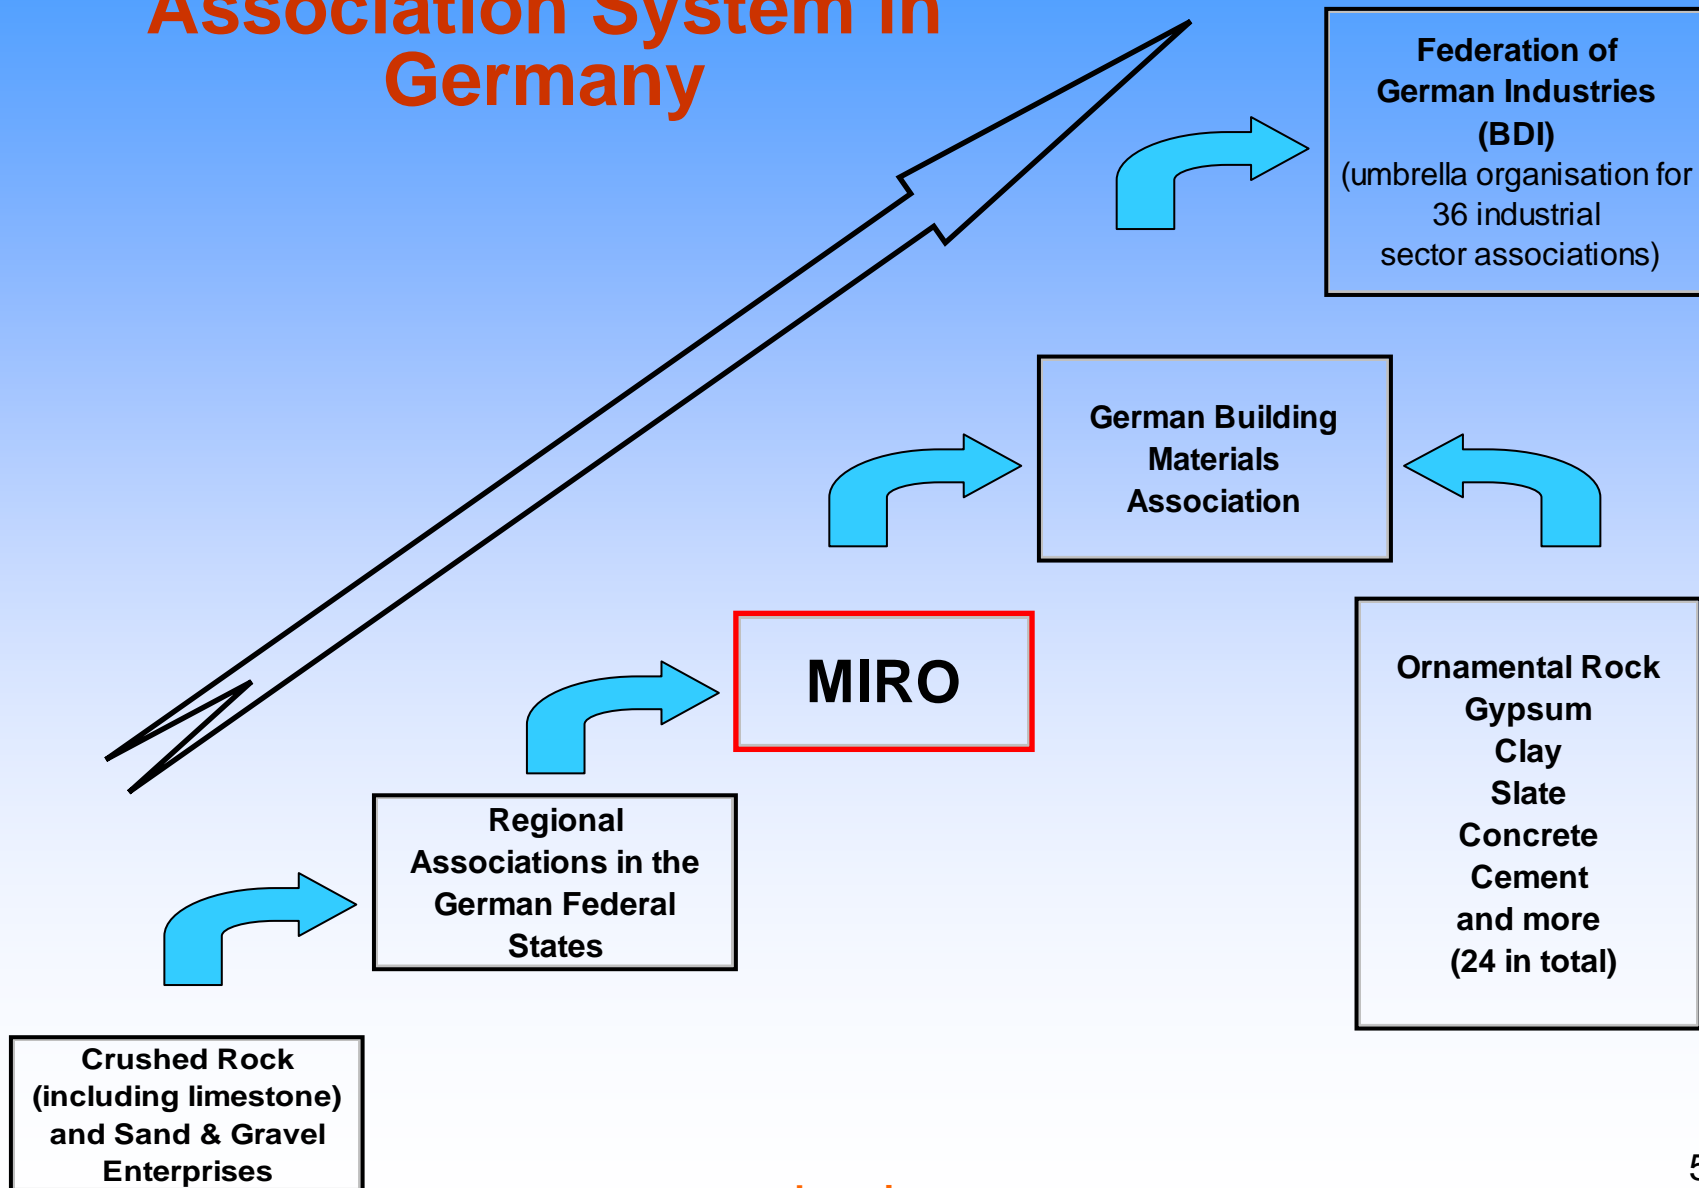 Association System in
Germany
Federation of
German Industries
(BDI)
(umbrella organisation for
36 industrial
sector associations)
German Building
Materials
Association
MIRO
Ornamental Rock
Gypsum
Clay
Slate
Concrete
Cement
and more
(24 in total)
Regional
Associations in the
German Federal
States
Crushed Rock
(including limestone)
and Sand & Gravel
Enterprises
5